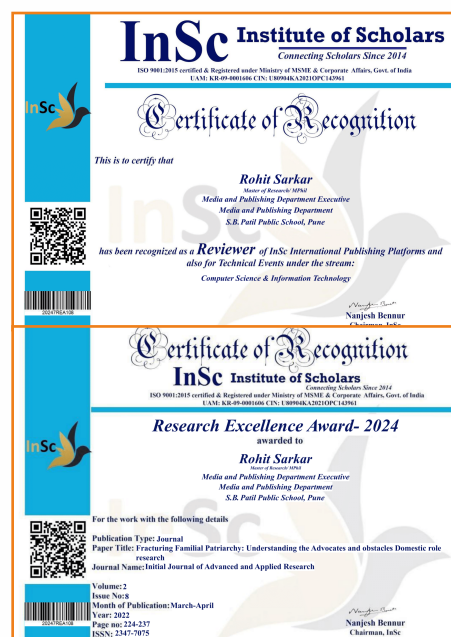 InSc Institute of Scholars
Connecting Scholars Since 2014
ISO 9001:2015 certified & Registered under Ministry of MSME & Corporate Affairs, Govt. of India
UAM: KR-09-0001606 CIN: U80904KA2021OPC143961
InSc
Certificate of Recognition
This is to certify that
Rohit Sarkar
Master of Research/ MPhil
Media and Publishing Department Executive
Media and Publishing Department
S.B. Patil Public School, Pune
InSc
has been recognized as a Reviewer of InSc International Publishing Platforms and
also for Technical Events under the stream:
Computer Science & Information Technology
20247REA108
Nanjesh Bennur
Chairman, InSc
Certificate of Recognition
InSc Institute of Scholars
Connecting Scholars Since 2014
ISO 9001:2015 certified & Registered under Ministry of MSME & Corporate Affairs, Govt. of India
UAM: KR-09-0001606 CIN: U80904KA2021OPC143961
Research Excellence Award- 2024
awarded to
InSc
Rohit Sarkar
Master of Research/ MPhil
Media and Publishing Department Executive
Media and Publishing Department
S.B. Patil Public School, Pune
InSc
For the work with the following details
Publication Type: Journal
Paper Title: Fracturing Familial Patriarchy: Understanding the Advocates and obstacles Domestic role
research
Journal Name: Initial Journal of Advanced and Applied Research
Volume: 2
Issue No: 8
Month of Publication: March-April
Year: 2022
Page no: 224-237
ISSN: 2347-7075
20247REA108
Nanjesh Bennur
Chairman, InSc